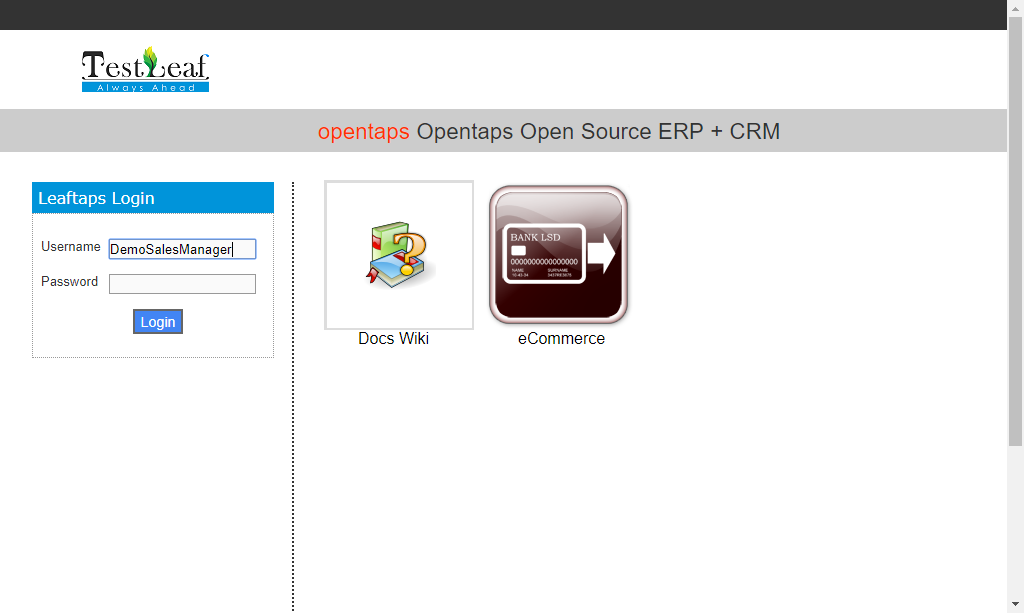 TestLeaf
Always Ahead
opentaps Opentaps Open Source ERP + CRM
Leaftaps Login
Username DemoSalesManager
Password
Login
BANK LSD
0000000000000000
NAME SURNAME
Docs Wiki
eCommerce